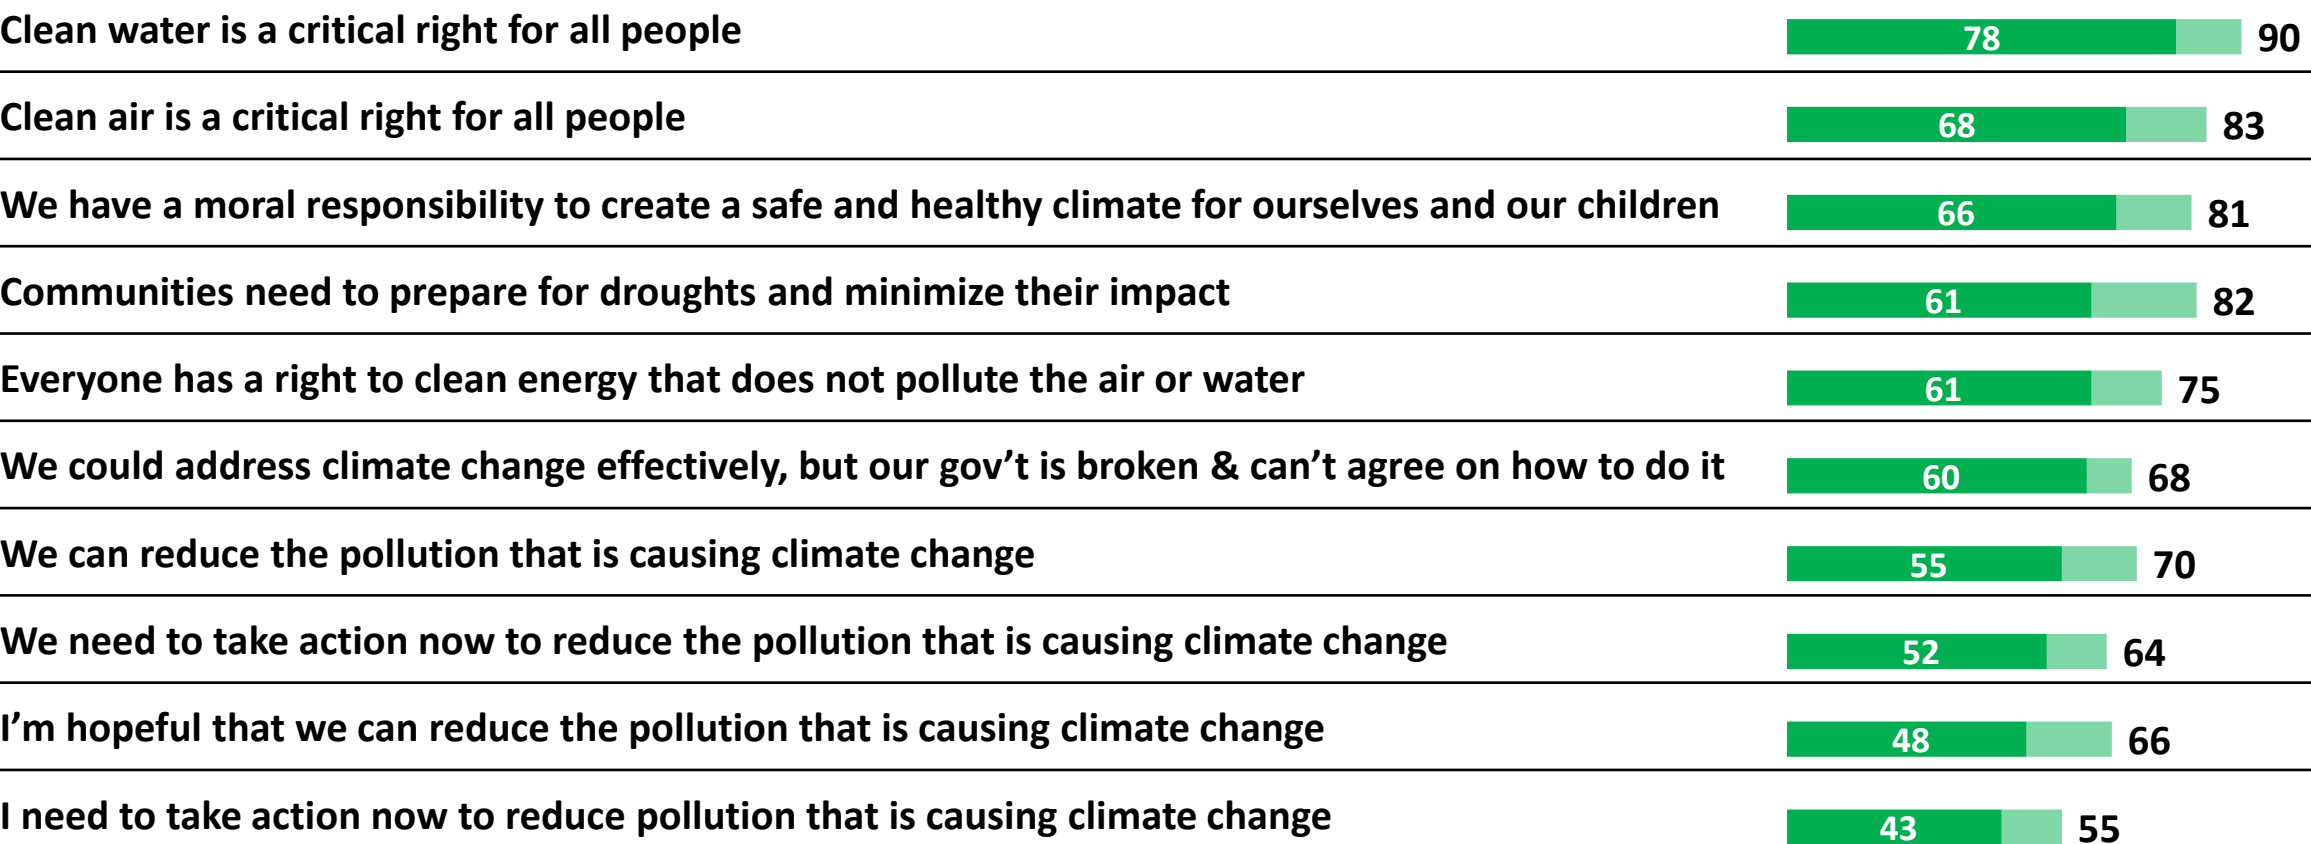 Clean water is a critical right for all people 78 90
Clean air is a critical right for all people 68 83
We have a moral responsibility to create a safe and healthy climate for ourselves and our children 66 81
Communities need to prepare for droughts and minimize their impact 61 82
Everyone has a right to clean energy that does not pollute the air or water 61 75
We could address climate change effectively, but our gov’t is broken & can’t agree on how to do it 60 68
We can reduce the pollution that is causing climate change 55 70
We need to take action now to reduce the pollution that is causing climate change 52 64
I’m hopeful that we can reduce the pollution that is causing climate change 48 66
I need to take action now to reduce pollution that is causing climate change 43 55